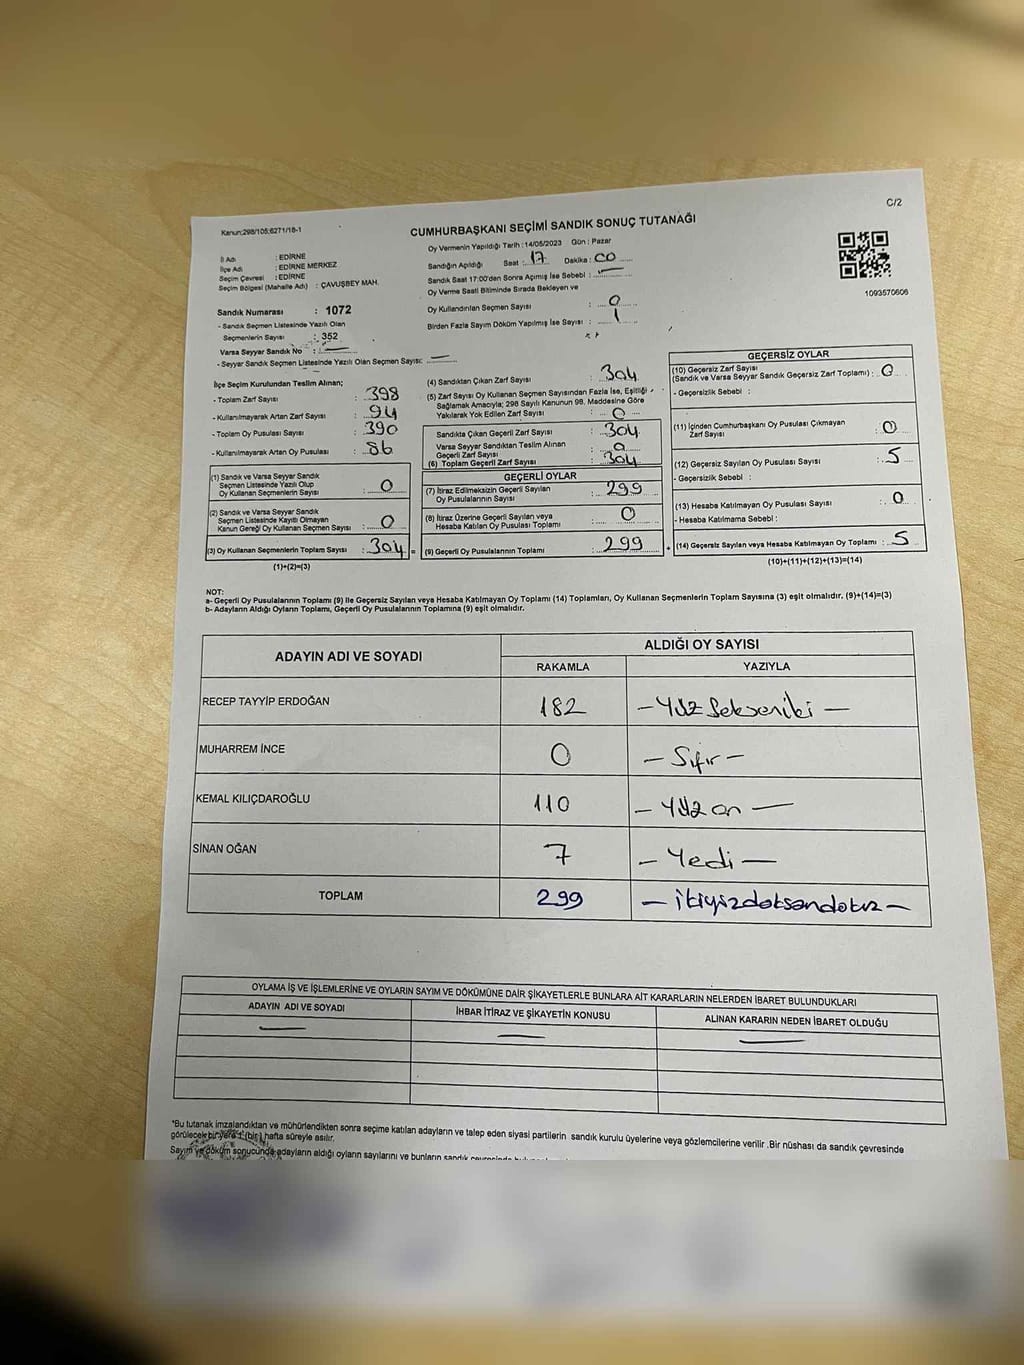 C/2
Kanun;298/105;6271/18-1
CUMHURBAŞKANI SEÇİMİ SANDIK SONUÇ TUTANAĞI
İl Adı : EDİRNE
İlçe Adı : EDİRNE MERKEZ
Seçim Çevresi : EDİRNE
Seçim Bölgesi (Mahalle Adı) : ÇAVUŞBEY MAH.
Oy Vermenin Yapıldığı Tarih : 14/05/2023 Gün : Pazar
Sandığın Açıldığı Saat : 17 Dakika : 00
Sandık Saat 17:00'den Sonra Açımış İse Sebebi : —
Oy Verme Saati Bitiminde Sırada Bekleyen ve
Oy Kullandırılan Seçmen Sayısı : 0
Birden Fazla Sayım Döküm Yapılmış İse Sayısı : 1
1093570606
Sandık Numarası : 1072
- Sandık Seçmen Listesinde Yazılı Olan
Seçmenlerin Sayısı : 352
Varsa Seyyar Sandık No : —
- Seyyar Sandık Seçmen Listesinde Yazılı Olan Seçmen Sayısı: —
İlçe Seçim Kurulundan Teslim Alınan;
- Toplam Zarf Sayısı : 398
- Kullanılmayarak Artan Zarf Sayısı : 94
- Toplam Oy Pusulası Sayısı : 390
- Kullanılmayarak Artan Oy Pusulası : 86
(1) Sandık ve Varsa Seyyar Sandık
Seçmen Listesinde Yazılı Olup
Oy Kullanan Seçmenlerin Sayısı : 0
(2) Sandık ve Varsa Seyyar Sandık
Seçmen Listesinde Kayıtlı Olmayan
Kanun Gereği Oy Kullanan Seçmen Sayısı : 0
(3) Oy Kullanan Seçmenlerin Toplam Sayısı : 304 =
(1)+(2)=(3)
(4) Sandıktan Çıkan Zarf Sayısı : 304
(5) Zarf Sayısı Oy Kullanan Seçmen Sayısından Fazla İse, Eşitliği
Sağlamak Amacıyla; 298 Sayılı Kanunun 98. Maddesine Göre
Yakılarak Yok Edilen Zarf Sayısı : 0
Sandıkta Çıkan Geçerli Zarf Sayısı : 304
Varsa Seyyar Sandıktan Teslim Alınan
Geçerli Zarf Sayısı : 0
(6) Toplam Geçerli Zarf Sayısı : 304
GEÇERLİ OYLAR
(7) İtiraz Edilmeksizin Geçerli Sayılan
Oy Pusulalarının Sayısı : 299
(8) İtiraz Üzerine Geçerli Sayılan veya
Hesaba Katılan Oy Pusulası Toplamı : 0
(9) Geçerli Oy Pusulalarının Toplamı : 299 +
GEÇERSİZ OYLAR
(10) Geçersiz Zarf Sayısı
(Sandık ve Varsa Seyyar Sandık Geçersiz Zarf Toplamı) : 0
- Geçersizlik Sebebi :
(11) İçinden Cumhurbaşkanı Oy Pusulası Çıkmayan
Zarf Sayısı : 0
(12) Geçersiz Sayılan Oy Pusulası Sayısı : 5
- Geçersizlik Sebebi :
(13) Hesaba Katılmayan Oy Pusulası Sayısı : 0
- Hesaba Katılmama Sebebi :
(14) Geçersiz Sayılan veya Hesaba Katılmayan Oy Toplamı : 5
(10)+(11)+(12)+(13)=(14)
NOT:
a- Geçerli Oy Pusulalarının Toplamı (9) ile Geçersiz Sayılan veya Hesaba Katılmayan Oy Toplamı (14) Toplamları, Oy Kullanan Seçmenlerin Toplam Sayısına (3) eşit olmalıdır. (9)+(14)=(3)
b- Adayların Aldığı Oyların Toplamı, Geçerli Oy Pusulalarının Toplamına (9) eşit olmalıdır.
ADAYIN ADI VE SOYADI ALDIĞI OY SAYISI
RAKAMLA YAZIYLA
RECEP TAYYİP ERDOĞAN 182 — Yüz Sekseniki —
MUHARREM İNCE 0 — Sıfır —
KEMAL KILIÇDAROĞLU 110 — Yüz on —
SİNAN OĞAN 7 — Yedi —
TOPLAM 299 — ikiyüzdoksandokuz —
OYLAMA İŞ VE İŞLEMLERİNE VE OYLARIN SAYIM VE DÖKÜMÜNE DAİR ŞİKAYETLERLE BUNLARA AİT KARARLARIN NELERDEN İBARET BULUNDUKLARI
ADAYIN ADI VE SOYADI İHBAR İTİRAZ VE ŞİKAYETİN KONUSU ALINAN KARARIN NEDEN İBARET OLDUĞU
— — —
*Bu tutanak imzalandıktan ve mühürlendikten sonra seçime katılan adayların ve talep eden siyasi partilerin sandık kurulu üyelerine veya gözlemcilerine verilir .Bir nüshası da sandık çevresinde
görülecek bir yere 1 (bir) hafta süreyle asılır.
Sayım ve döküm sonucunda adayların aldığı oyların sayılarını ve bunların sandık